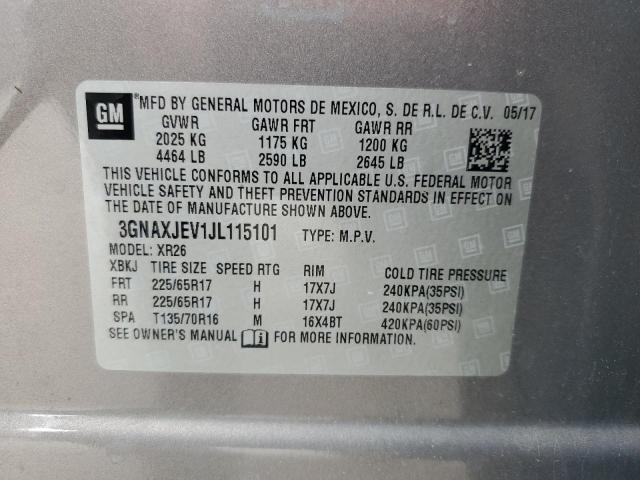 GM
®MFD BY GENERAL MOTORS DE MEXICO, S. DE R.L. DE C.V. 05/17
GVWR GAWR FRT GAWR RR
2025 KG 1175 KG 1200 KG
4464 LB 2590 LB 2645 LB
THIS VEHICLE CONFORMS TO ALL APPLICABLE U.S. FEDERAL MOTOR
VEHICLE SAFETY AND THEFT PREVENTION STANDARDS IN EFFECT ON
THE DATE OF MANUFACTURE SHOWN ABOVE.
3GNAXJEV1JL115101 TYPE: M.P.V.
MODEL: XR26
XBKJ TIRE SIZE SPEED RTG RIM COLD TIRE PRESSURE
FRT 225/65R17 H 17X7J 240KPA(35PSI)
RR 225/65R17 H 17X7J 240KPA(35PSI)
SPA T135/70R16 M 16X4BT 420KPA(60PSI)
SEE OWNER'S MANUAL FOR MORE INFORMATION.